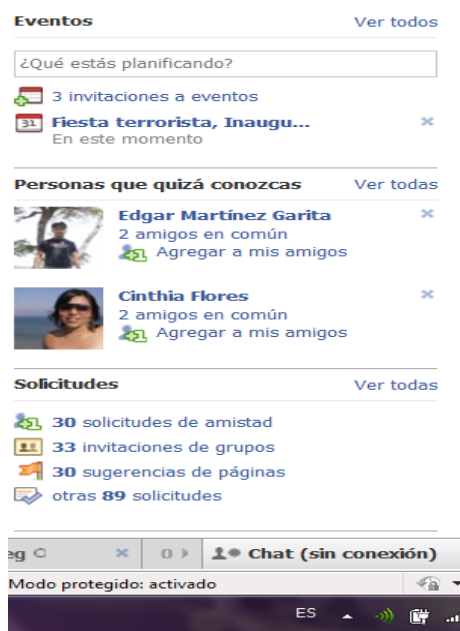 Eventos Ver todos
¿Qué estás planificando?
3 invitaciones a eventos
31 Fiesta terrorista, Inaugu...
En este momento
Personas que quizá conozcas Ver todas
Edgar Martínez Garita
2 amigos en común
Agregar a mis amigos
Cinthia Flores
2 amigos en común
Agregar a mis amigos
Solicitudes Ver todas
30 solicitudes de amistad
33 invitaciones de grupos
30 sugerencias de páginas
otras 89 solicitudes
0 Chat (sin conexión)
Modo protegido: activado
ES